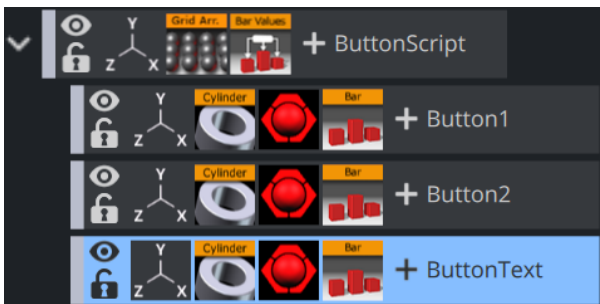 Y Z X Grid Arr. Bar Values + ButtonScript
Y Z X Cylinder Bar + Button1
Y Z X Cylinder Bar + Button2
Y Z X Cylinder Bar + ButtonText